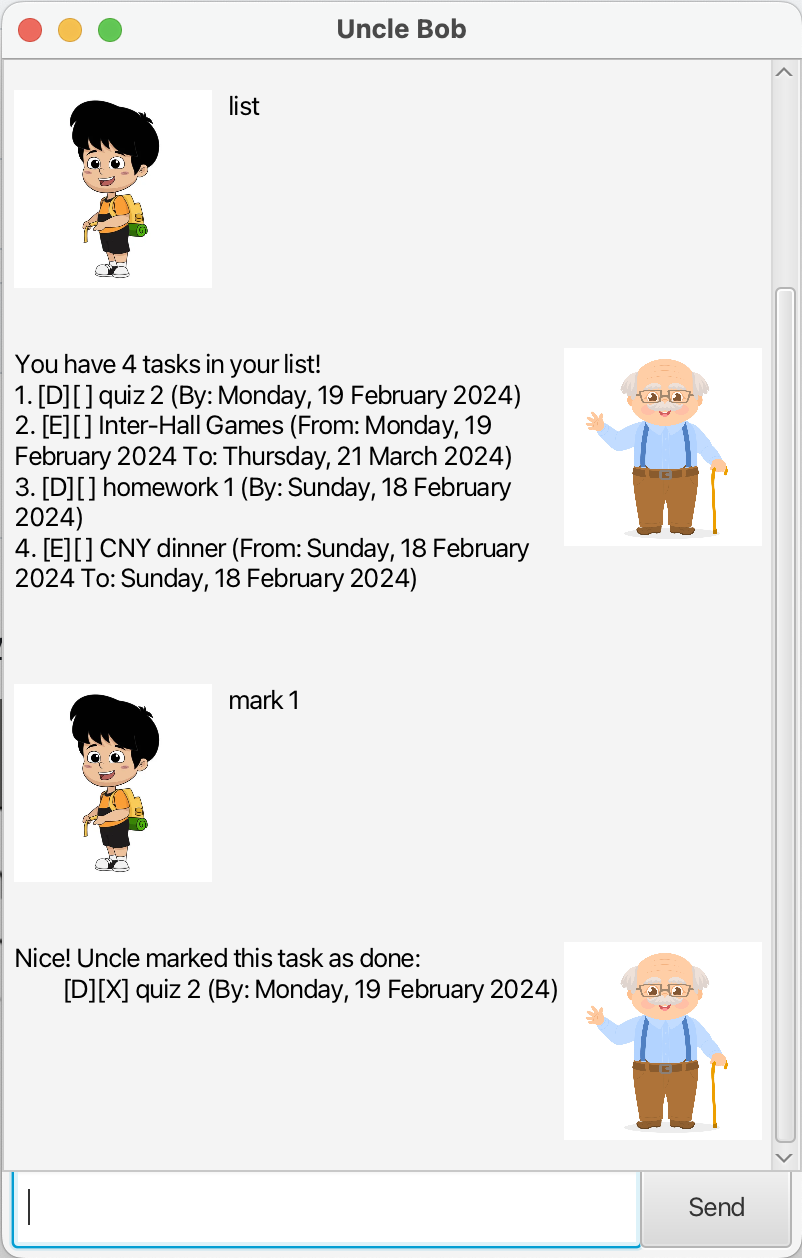 Uncle Bob
list
You have 4 tasks in your list!
1. [D][ ] quiz 2 (By: Monday, 19 February 2024)
2. [E][ ] Inter-Hall Games (From: Monday, 19
February 2024 To: Thursday, 21 March 2024)
3. [D][ ] homework 1 (By: Sunday, 18 February
2024)
4. [E][ ] CNY dinner (From: Sunday, 18 February
2024 To: Sunday, 18 February 2024)
mark 1
Nice! Uncle marked this task as done:
[D][X] quiz 2 (By: Monday, 19 February 2024)
Send